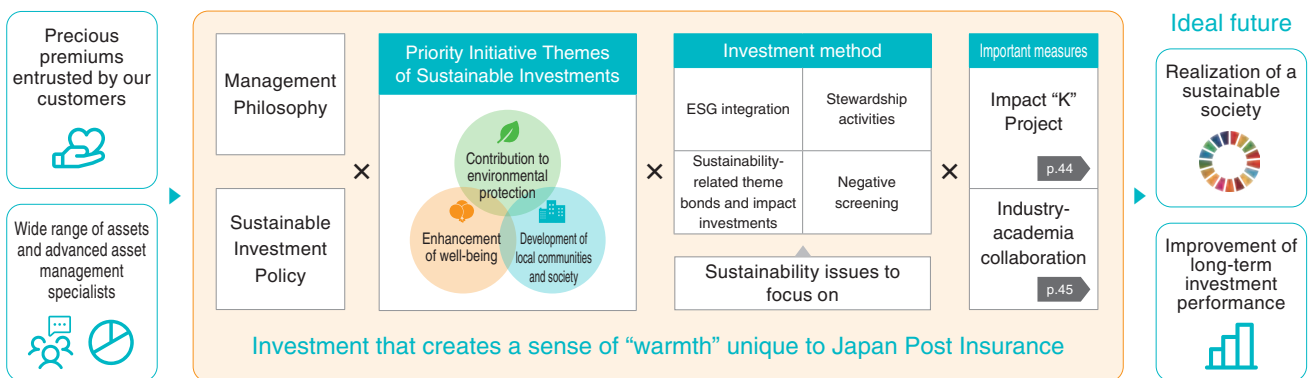 Precious
premiums
entrusted by our
customers
Wide range of assets
and advanced asset
management
specialists
Management
Philosophy
Sustainable
Investment
Policy
×
Priority Initiative Themes
of Sustainable Investments
Contribution to
environmental
protection
Enhancement
of well-being
Development of
local communities
and society
×
Investment method
ESG integration
Stewardship
activities
Sustainability-
related theme
bonds and impact
investments
Negative
screening
Sustainability issues to
focus on
×
Important measures
Impact “K”
Project
p.44
Industry-
academia
collaboration
p.45
Investment that creates a sense of “warmth” unique to Japan Post Insurance
Ideal future
Realization of a
sustainable
society
Improvement of
long-term
investment
performance